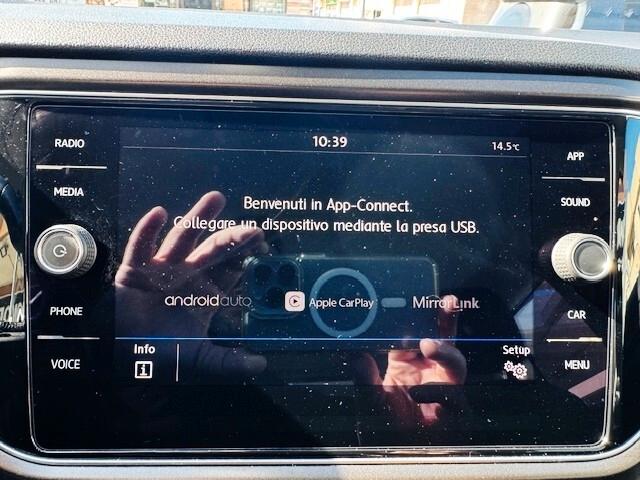 RADIO
MEDIA
PHONE
VOICE
10:39
14.5°C
Benvenuti in App-Connect.
Collegare un dispositivo mediante la presa USB.
androidauto
Apple CarPlay
MirrorLink
Info
i
Setup
APP
SOUND
CAR
MENU